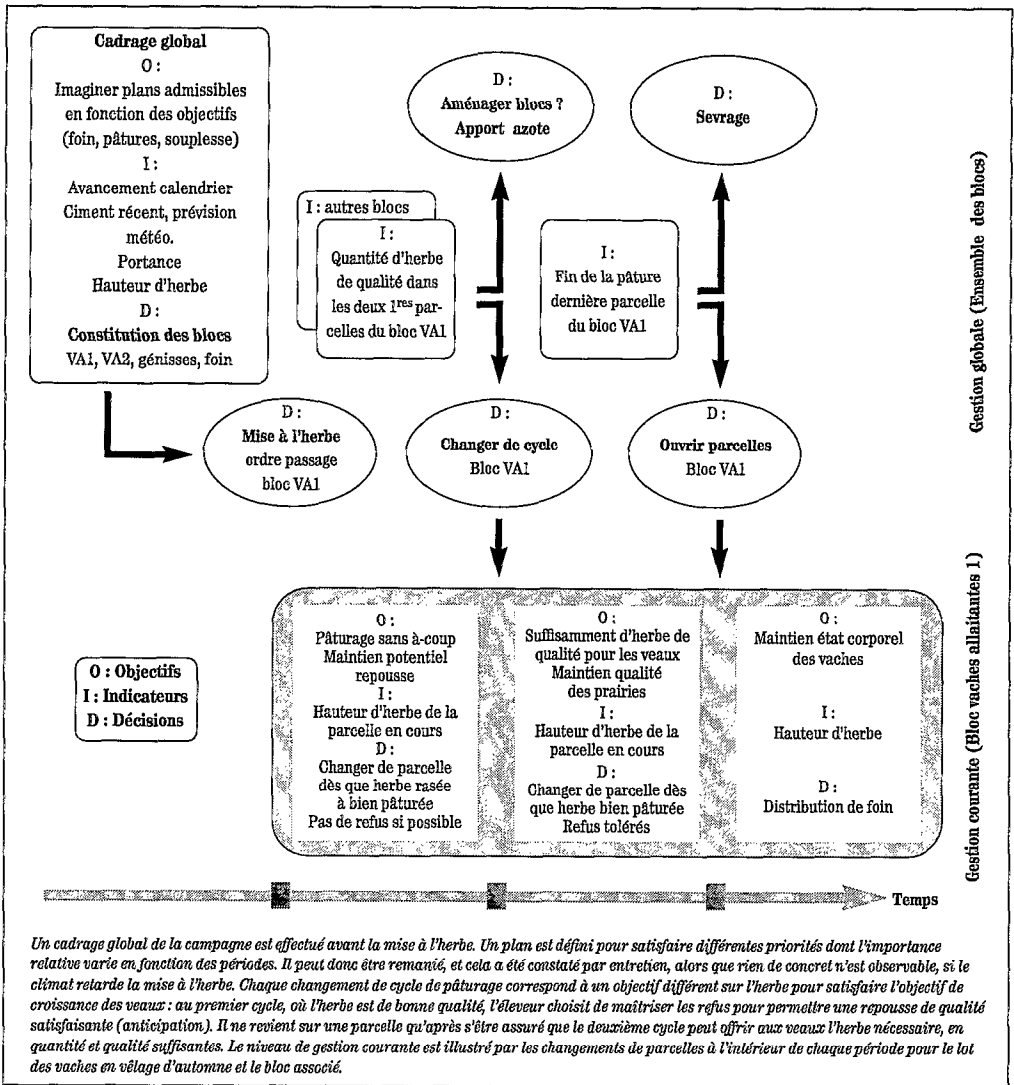 Cadrage global
O :
Imaginer plans admissibles
en fonction des objectifs
(foin, pâtures, souplesse)
I :
Avancement calendrier
Ciment récent, prévision
météo.
Portance
Hauteur d'herbe
D :
Constitution des blocs
VA1, VA2, génisses, foin
D :
Aménager blocs ?
Apport azote
D :
Sevrage
I : autres blocs
I :
Quantité d'herbe
de qualité dans
les deux 1res par-
celles du bloc VA1
I :
Fin de la pâture
dernière parcelle
du bloc VA1
D :
Mise à l'herbe
ordre passage
bloc VA1
D :
Changer de cycle
Bloc VA1
D :
Ouvrir parcelles
Bloc VA1
Gestion globale (Ensemble des blocs)
O : Objectifs
I : Indicateurs
D : Décisions
O :
Pâturage sans à-coup
Maintien potentiel
repousse
I :
Hauteur d'herbe de la
parcelle en cours
D :
Changer de parcelle
dès que herbe rasée
à bien pâturée
Pas de refus si possible
O :
Suffisamment d'herbe de
qualité pour les veaux
Maintien qualité
des prairies
I :
Hauteur d'herbe de la
parcelle en cours
D :
Changer de parcelle dès
que herbe bien pâturée
Refus tolérés
O :
Maintien état corporel
des vaches
I :
Hauteur d'herbe
D :
Distribution de foin
Gestion courante (Bloc vaches allaitantes 1)
Temps
Un cadrage global de la campagne est effectué avant la mise à l'herbe. Un plan est défini pour satisfaire différentes priorités dont l'importance
relative varie en fonction des périodes. Il peut donc être remanié, et cela a été constaté par entretien, alors que rien de concret n'est observable, si le
climat retarde la mise à l'herbe. Chaque changement de cycle de pâturage correspond à un objectif différent sur l'herbe pour satisfaire l'objectif de
croissance des veaux : au premier cycle, où l'herbe est de bonne qualité, l'éleveur choisit de maîtriser les refus pour permettre une repousse de qualité
satisfaisante (anticipation). Il ne revient sur une parcelle qu'après s'être assuré que le deuxième cycle peut offrir aux veaux l'herbe nécessaire, en
quantité et qualité suffisantes. Le niveau de gestion courante est illustré par les changements de parcelles à l'intérieur de chaque période pour le lot
des vaches en vêlage d'automne et le bloc associé.